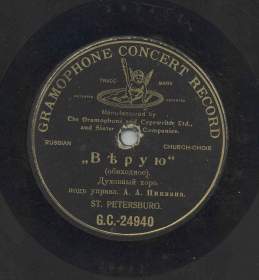 GRAMOPHONE CONCERT RECORD
TRADE MARK
Manufactured by
The Gramophone and Typewriter Ltd.,
and Sister Companies.
RUSSIAN CHURCH-CHOIR
„Вѣрую“
(обиходное).
Духовный хоръ
подъ управл. А. А.
ST. PETERSBURG.
G.C.-24940